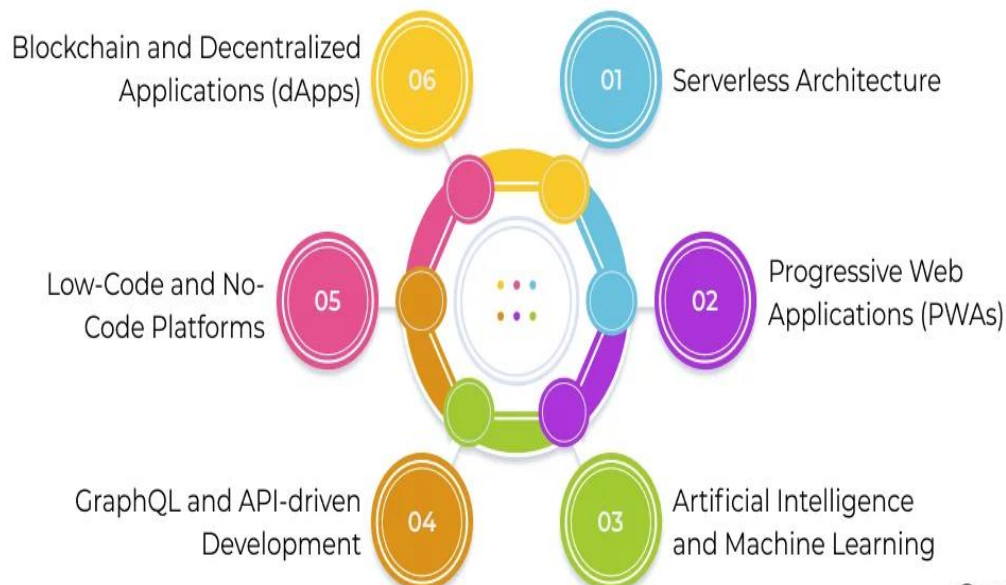 01
Serverless Architecture
02
Progressive Web
Applications (PWAs)
03
Artificial Intelligence
and Machine Learning
04
GraphQL and API-driven
Development
05
Low-Code and No-
Code Platforms
06
Blockchain and Decentralized
Applications (dApps)